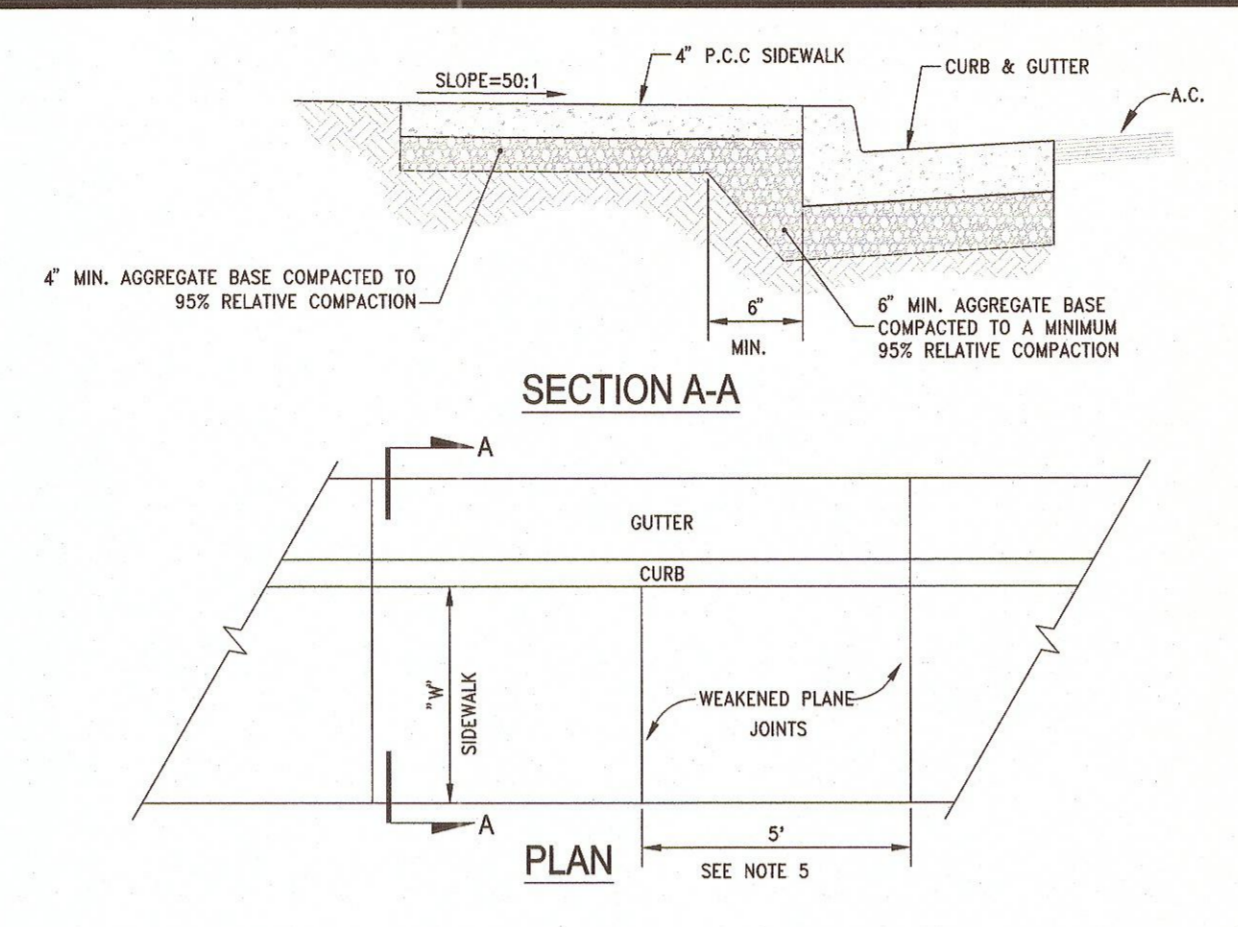 4" P.C.C SIDEWALK
CURB & GUTTER
SLOPE=50:1
A.C.
4" MIN. AGGREGATE BASE COMPACTED TO
95% RELATIVE COMPACTION
6"
MIN.
6" MIN. AGGREGATE BASE
COMPACTED TO A MINIMUM
95% RELATIVE COMPACTION
SECTION A-A
A
GUTTER
CURB
"W"
SIDEWALK
WEAKENED PLANE
JOINTS
A
PLAN
5'
SEE NOTE 5